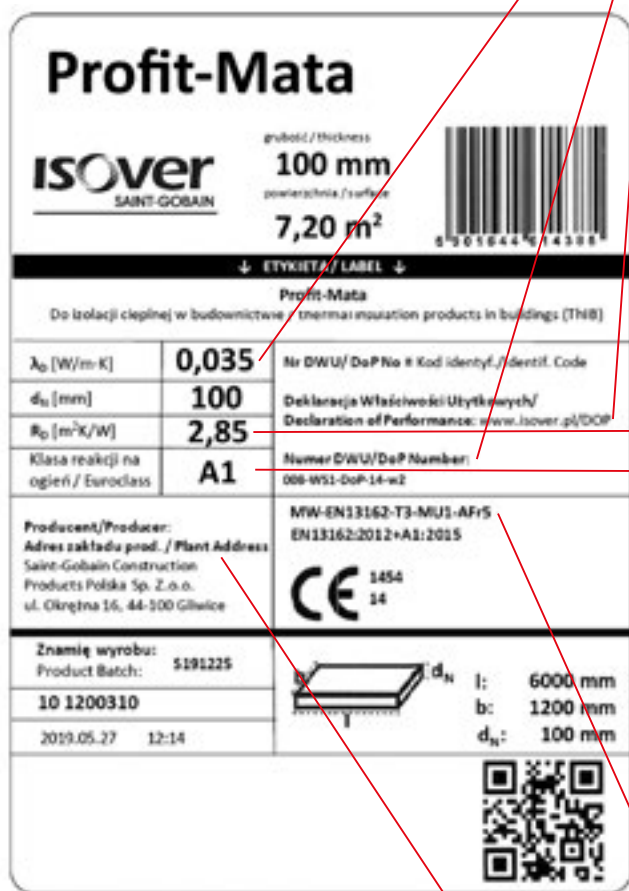 Profit-Mata
grubość / thickness
100 mm
isover
SAINT-GOBAIN
powierzchnia / surface
7,20 m²
5 901644 614386
↓ ETYKIETA / LABEL ↓
Profit-Mata
Do izolacji cieplnej w budownictwie / thermal insulation products in buildings (ThIB)
λD [W/m·K] 0,035
dN [mm] 100
RD [m²K/W] 2,85
Klasa reakcji na
ogień / Euroclass A1
Nr DWU/ DoP No # Kod identyf./Identif. Code
Deklaracja Właściwości Użytkowych/
Declaration of Performance: www.isover.pl/DOP
Numer DWU/DoP Number:
008-WS1-DoP-14-w2
Producent/Producer:
Adres zakładu prod. / Plant Address
Saint-Gobain Construction
Products Polska Sp. Z.o.o.
ul. Okrężna 16, 44-100 Gliwice
MW-EN13162-T3-MU1-AFr5
EN13162:2012+A1:2015
CE 1454
14
Znamię wyrobu:
Product Batch: 5191225
10 1200310
2019.05.27 12:14
b
l
dN
l: 6000 mm
b: 1200 mm
dN: 100 mm